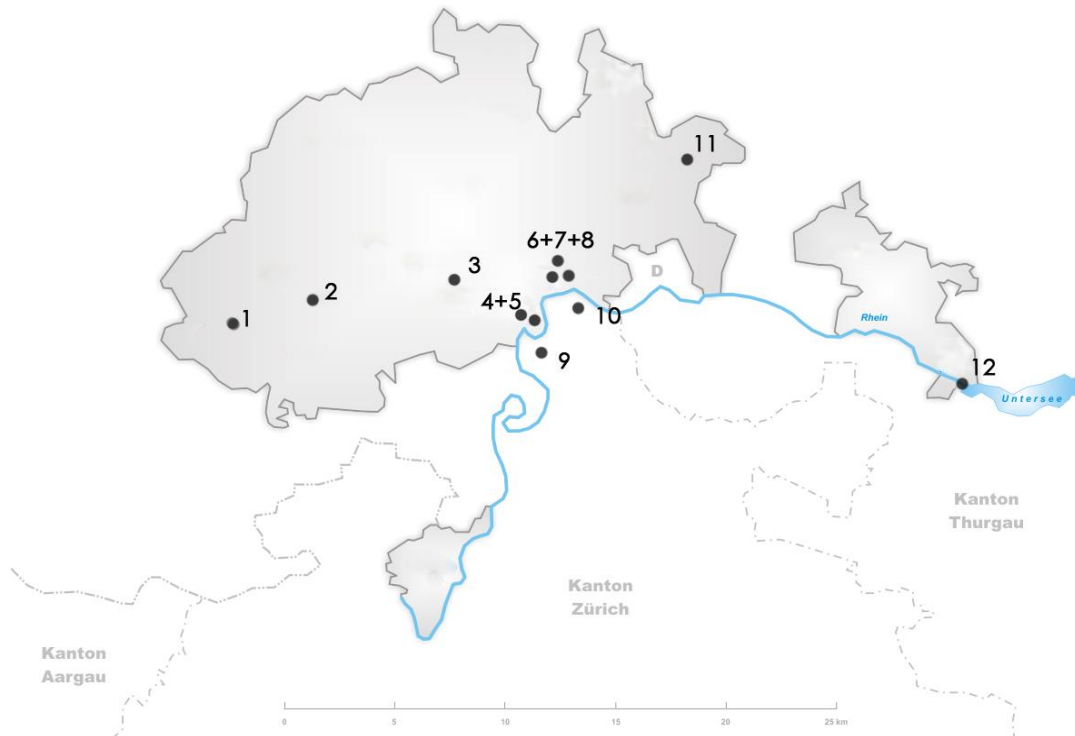 11
6+7+8
3
D
2
4+5
1
10
Rhein
9
12
Untersee
Kanton
Thurgau
Kanton
Zürich
Kanton
Aargau
0 5 10 15 20 25 km